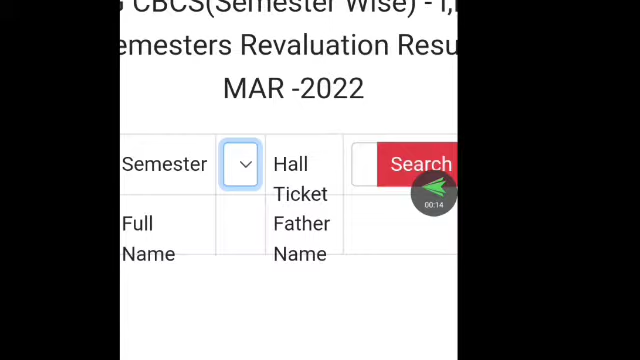 CBCS(Semester Wise) - I,
emesters Revaluation Resu
MAR -2022
Semester
Hall Ticket
Search
00:14
Full Name
Father Name